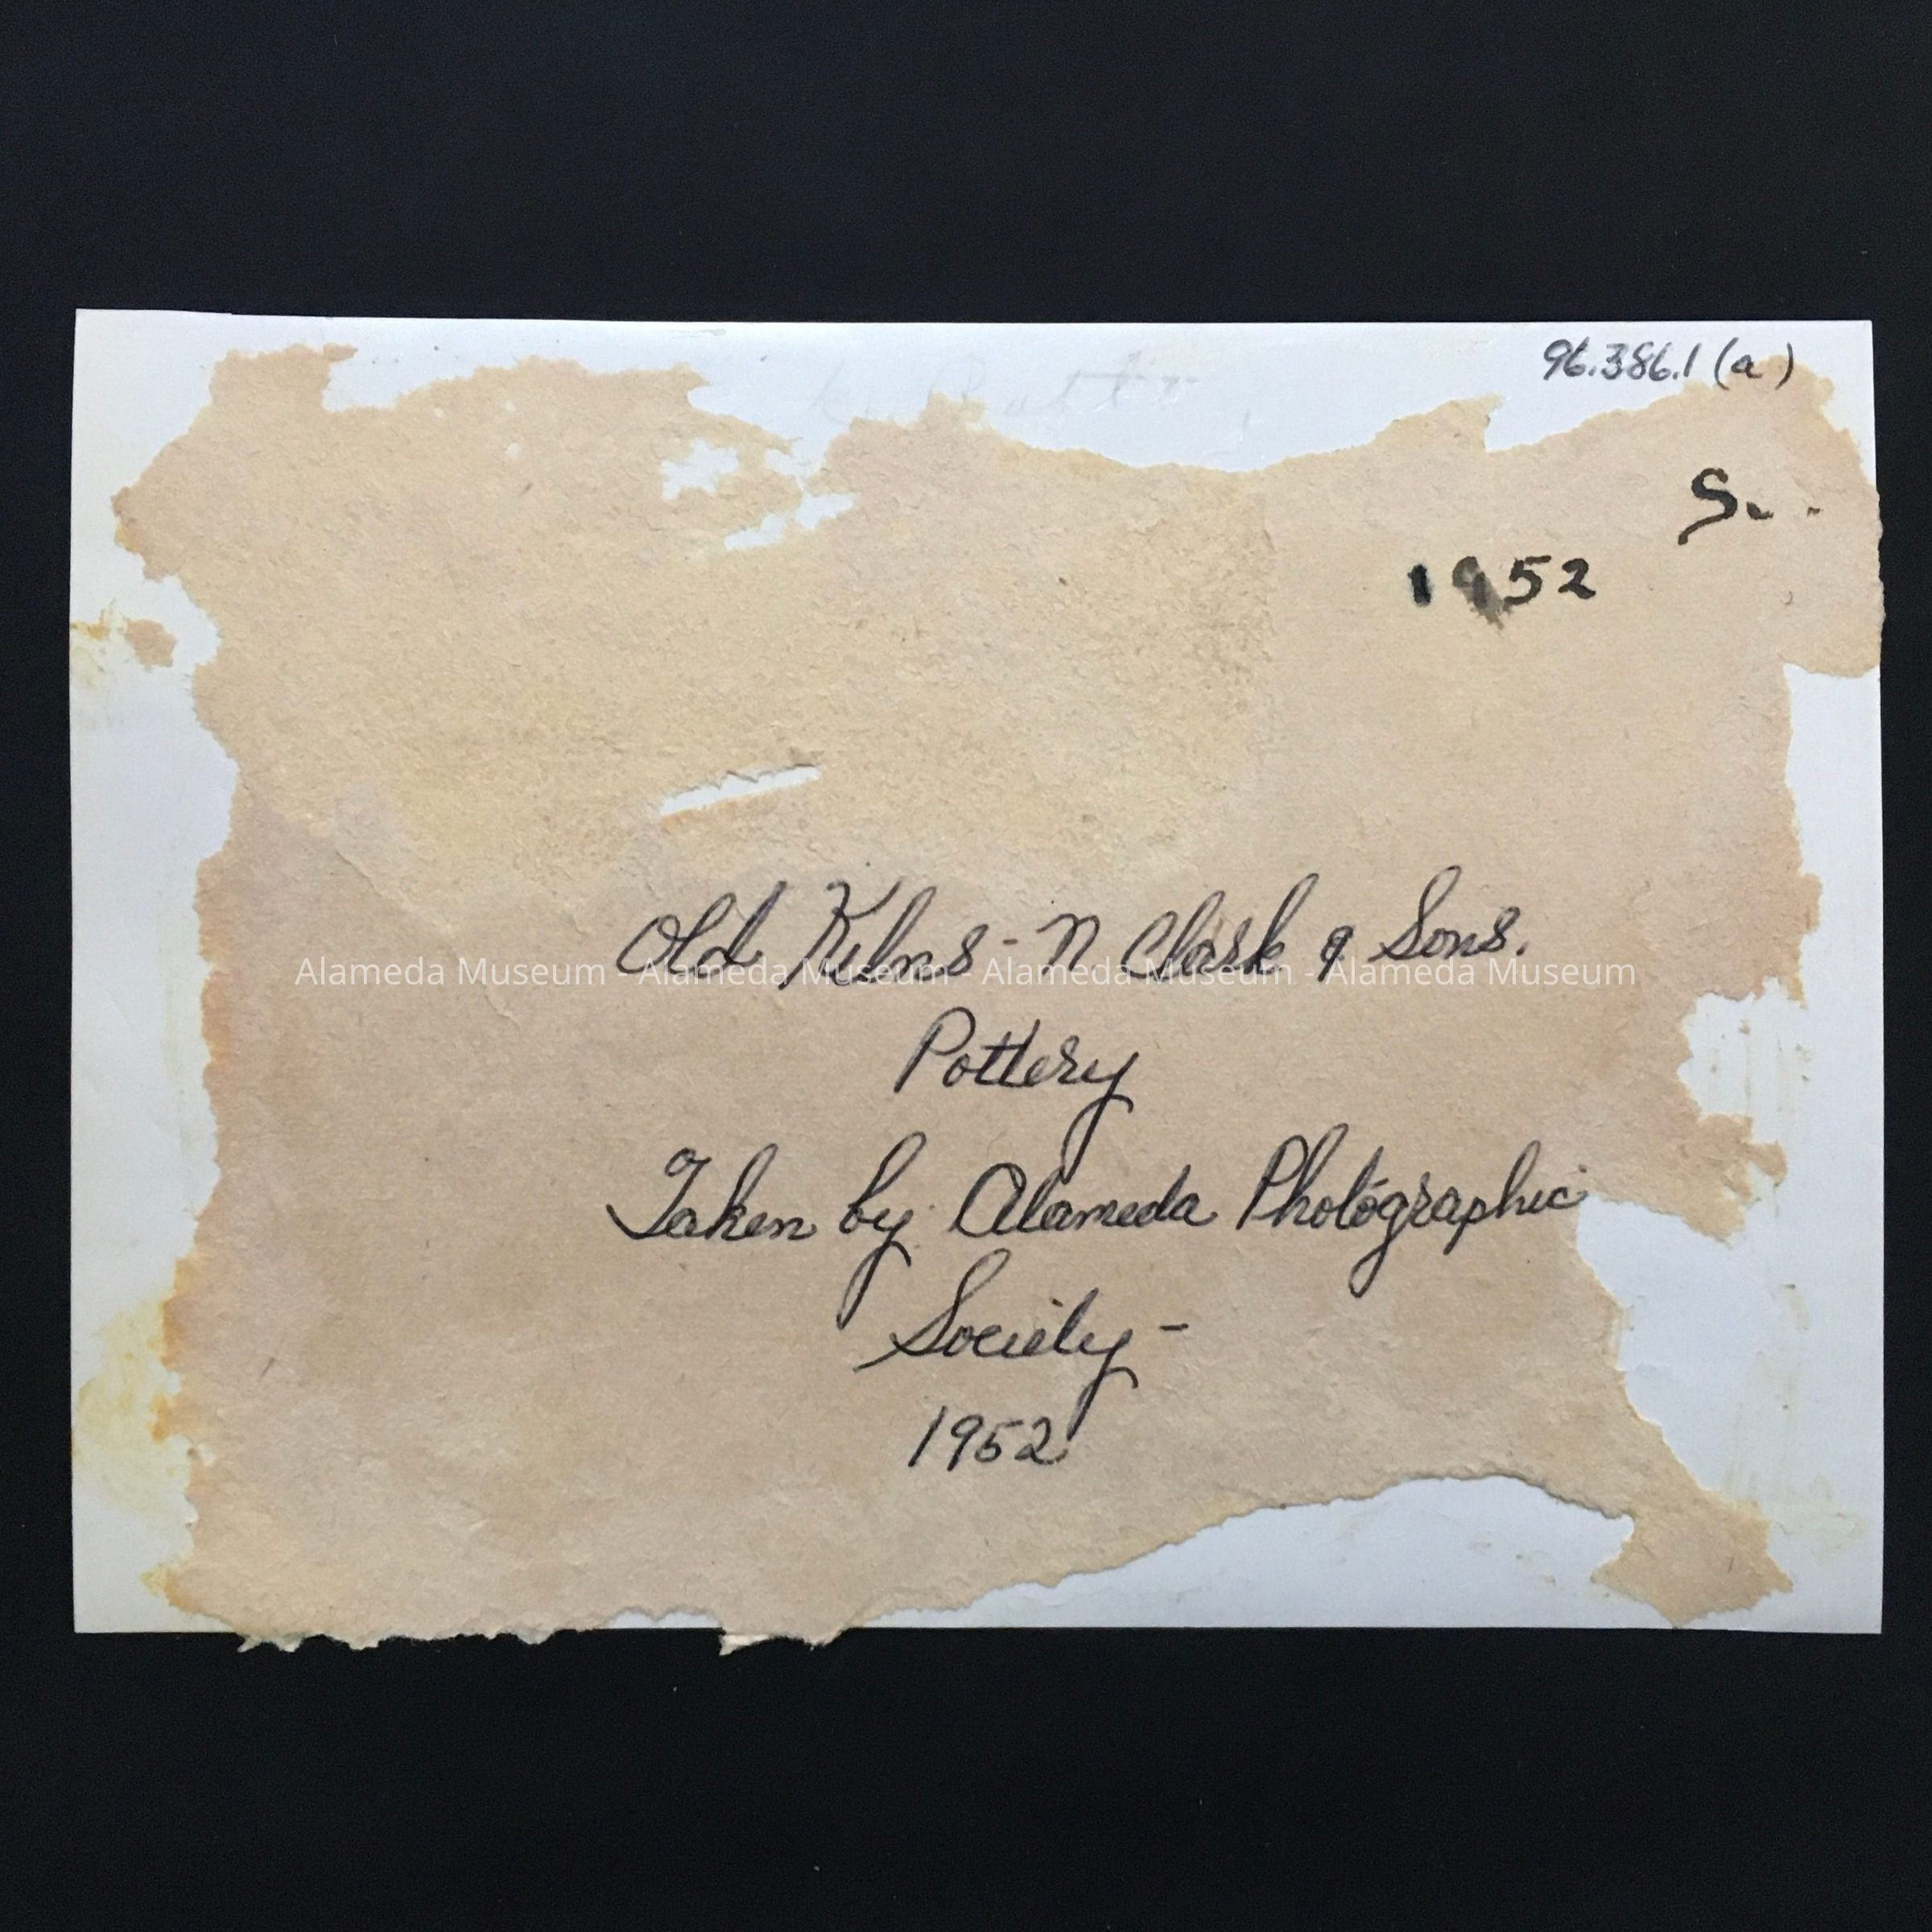 96.386.1 (a)
S..
1952
Old Kilns - N Clark & Sons.
Alameda Museum - Alameda Museum - Alameda Museum - Alameda Museum
Pottery
Taken by Alameda Photographic
Society -
1952